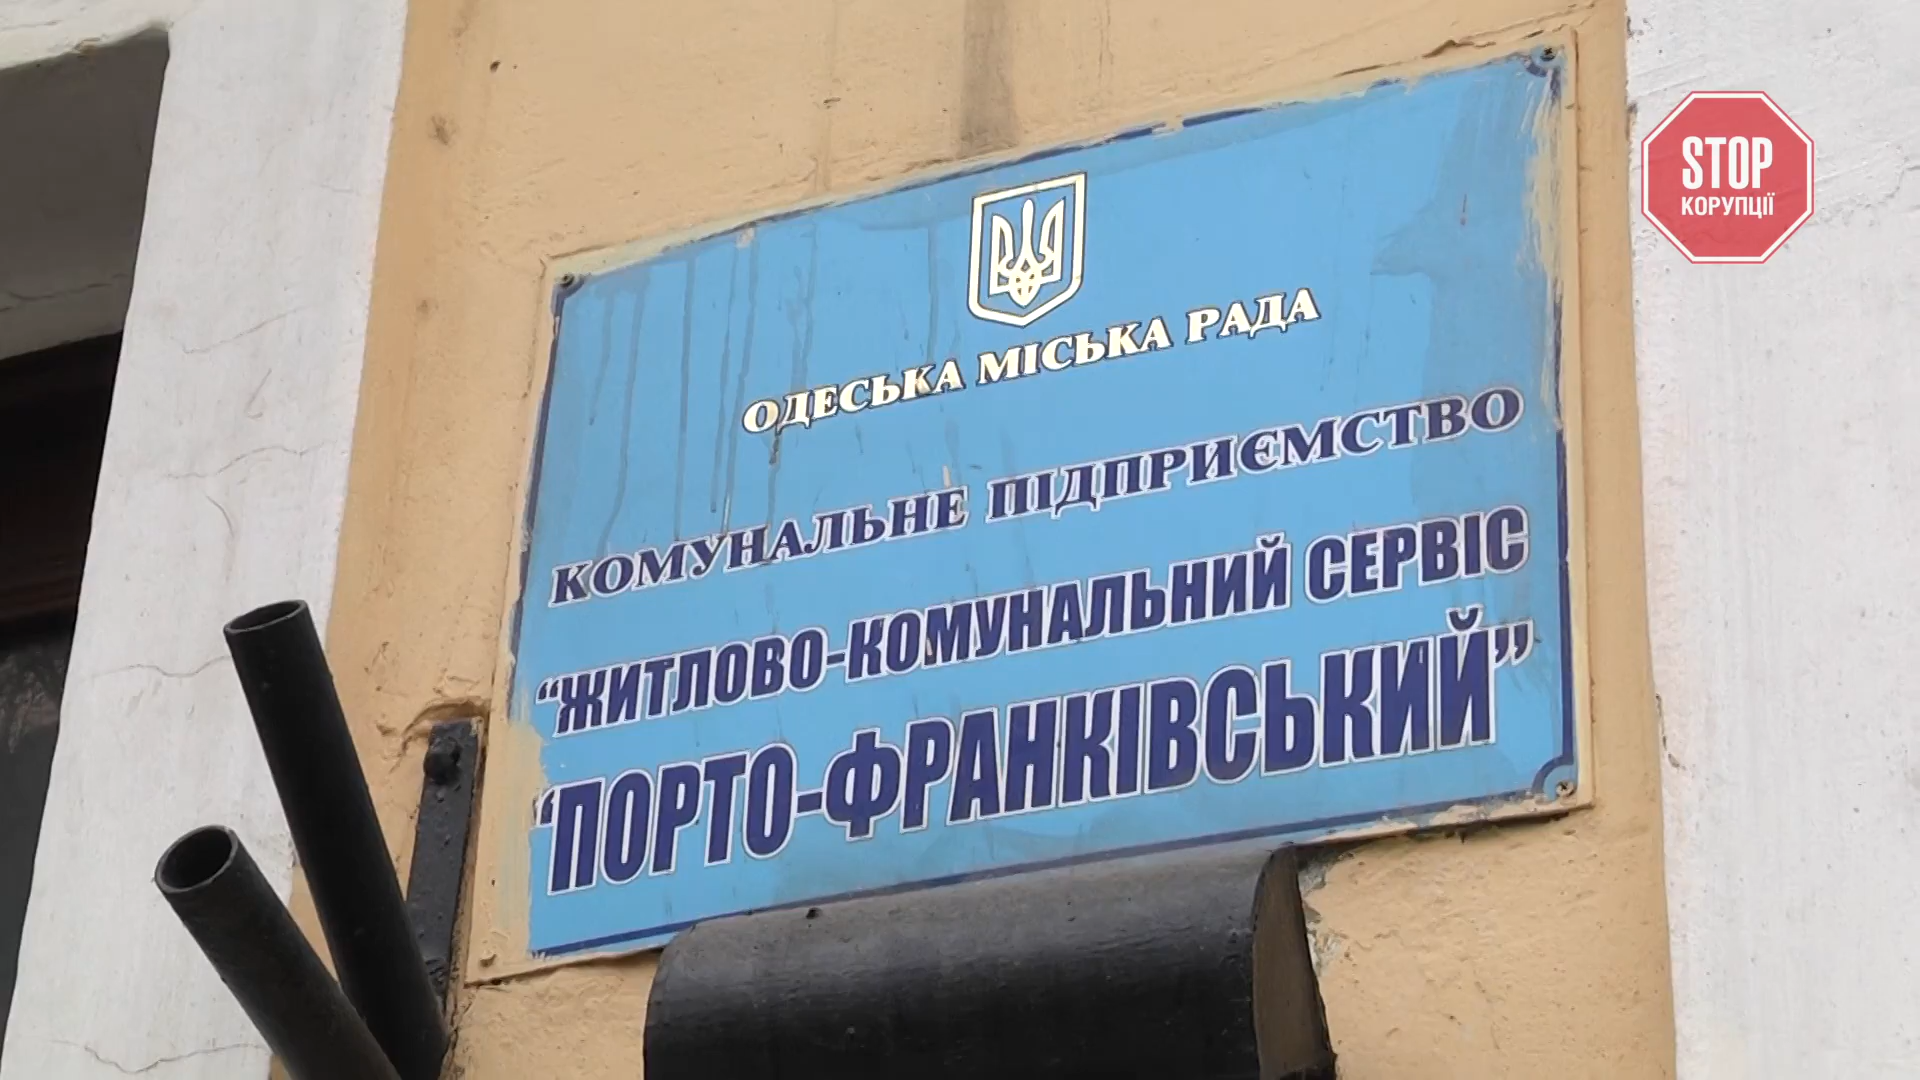 STOP
КОРУПЦІЇ
ОДЕСЬКА МІСЬКА РАДА
КОМУНАЛЬНЕ ПІДПРИЄМСТВО
“ЖИТЛОВО-КОМУНАЛЬНИЙ СЕРВІС
“ПОРТО-ФРАНКІВСЬКИЙ”